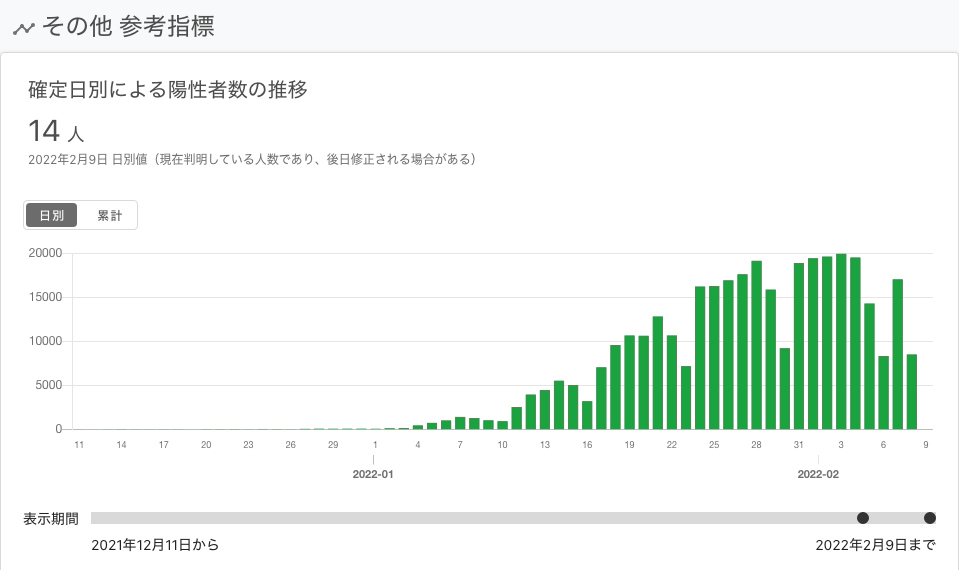 その他 参考指標
確定日別による陽性者数の推移
14 人
2022年2月9日 日別値（現在判明している人数であり、後日修正される場合がある）
日別 累計
20000
15000
10000
5000
0
11 14 17 20 23 26 29 1 4 7 10 13 16 19 22 25 28 31 3 6 9
2022-01 2022-02
表示期間
2021年12月11日から 2022年2月9日まで